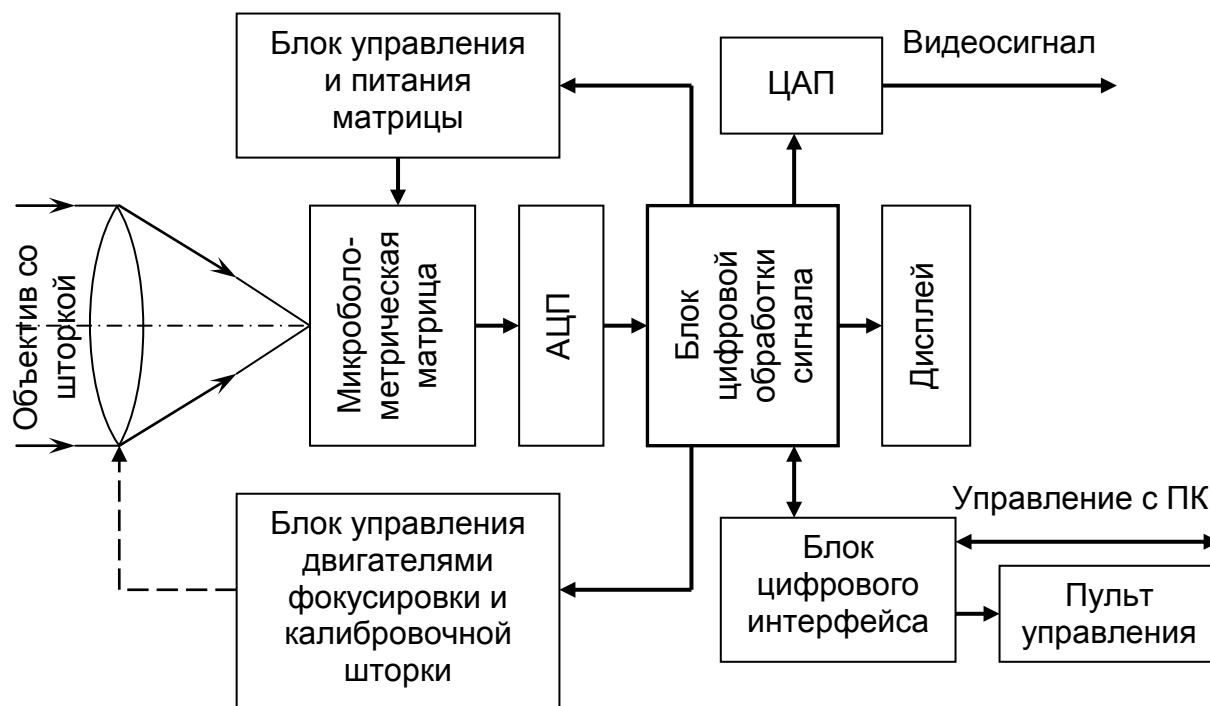 Блок управления
и питания
матрицы
ЦАП
Видеосигнал
Объектив со
шторкой
Микроболо-
метрическая
матрица
АЦП
Блок
цифровой
обработки
сигнала
Дисплей
Блок управления
двигателями
фокусировки и
калибровочной
шторки
Блок
цифрового
интерфейса
Управление с ПК
Пульт
управления